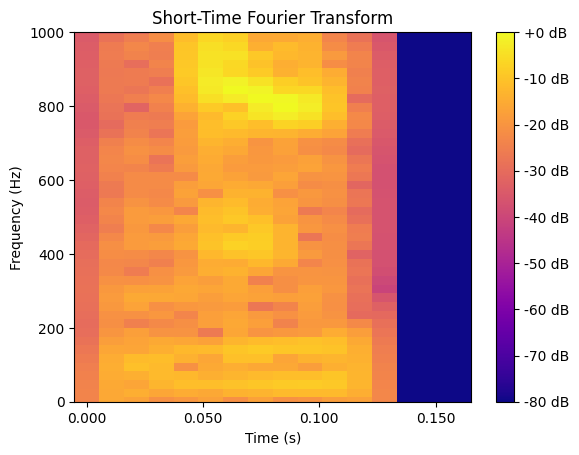 Short-Time Fourier Transform
1000
800
600
400
200
0
Frequency (Hz)
0.000
0.050
0.100
0.150
Time (s)
+0 dB
-10 dB
-20 dB
-30 dB
-40 dB
-50 dB
-60 dB
-70 dB
-80 dB